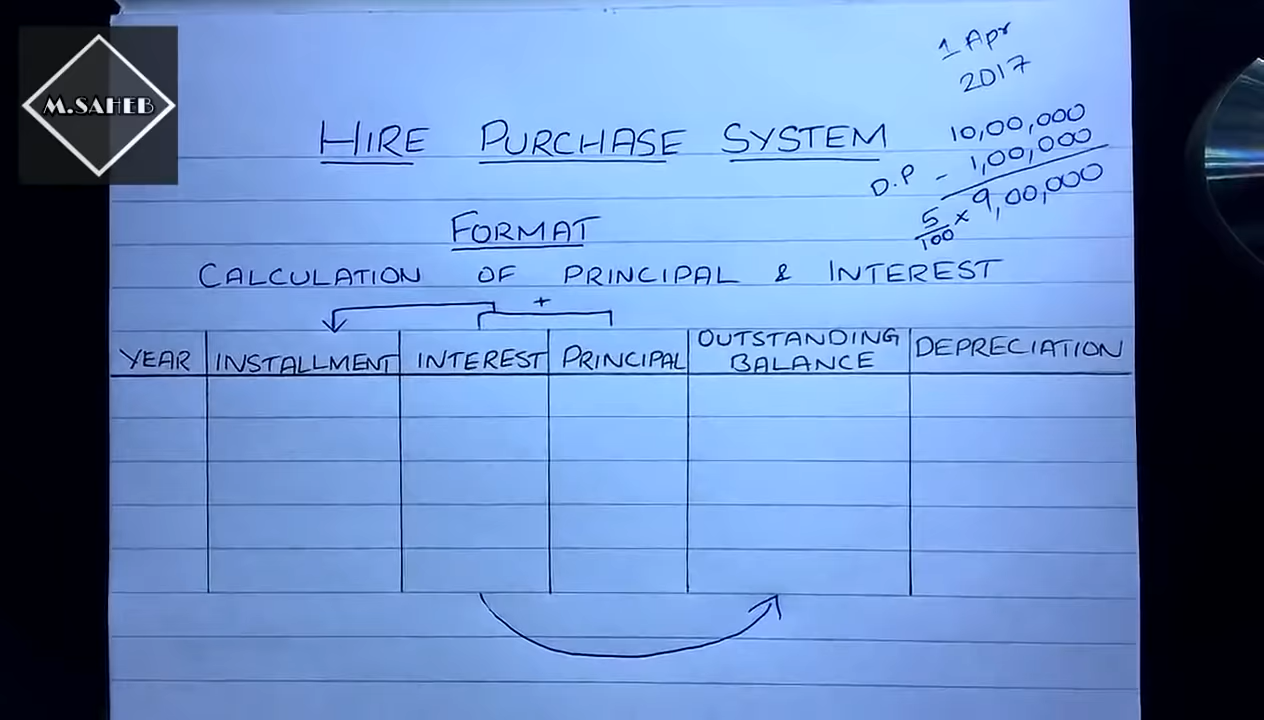 M.SAHEB
1 Apr
2017
HIRE PURCHASE SYSTEM
10,00,000
D.P - 1,00,000
5/100 × 9,00,000
FORMAT
CALCULATION OF PRINCIPAL & INTEREST
+
YEAR INSTALLMENT INTEREST PRINCIPAL OUTSTANDING BALANCE DEPRECIATION